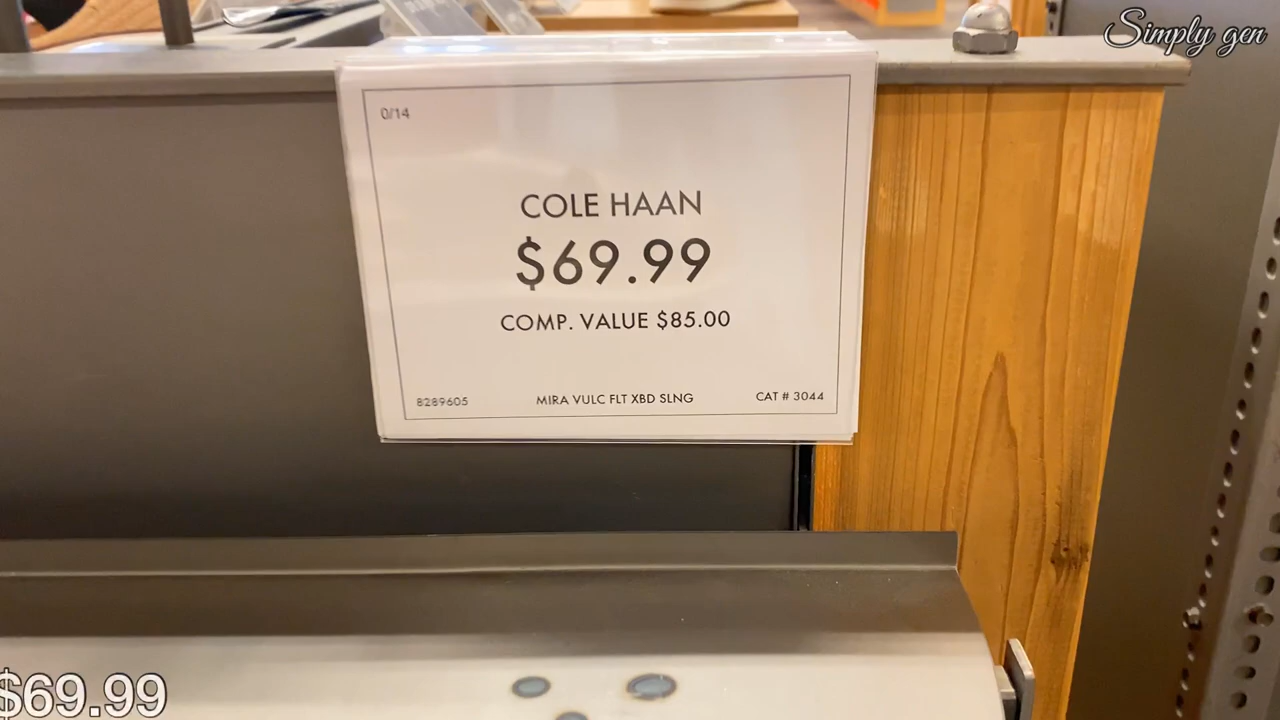 Simply gen
0/14
COLE HAAN
$69.99
COMP. VALUE $85.00
8289605 MIRA VULC FLT XBD SLNG CAT # 3044
$69.99